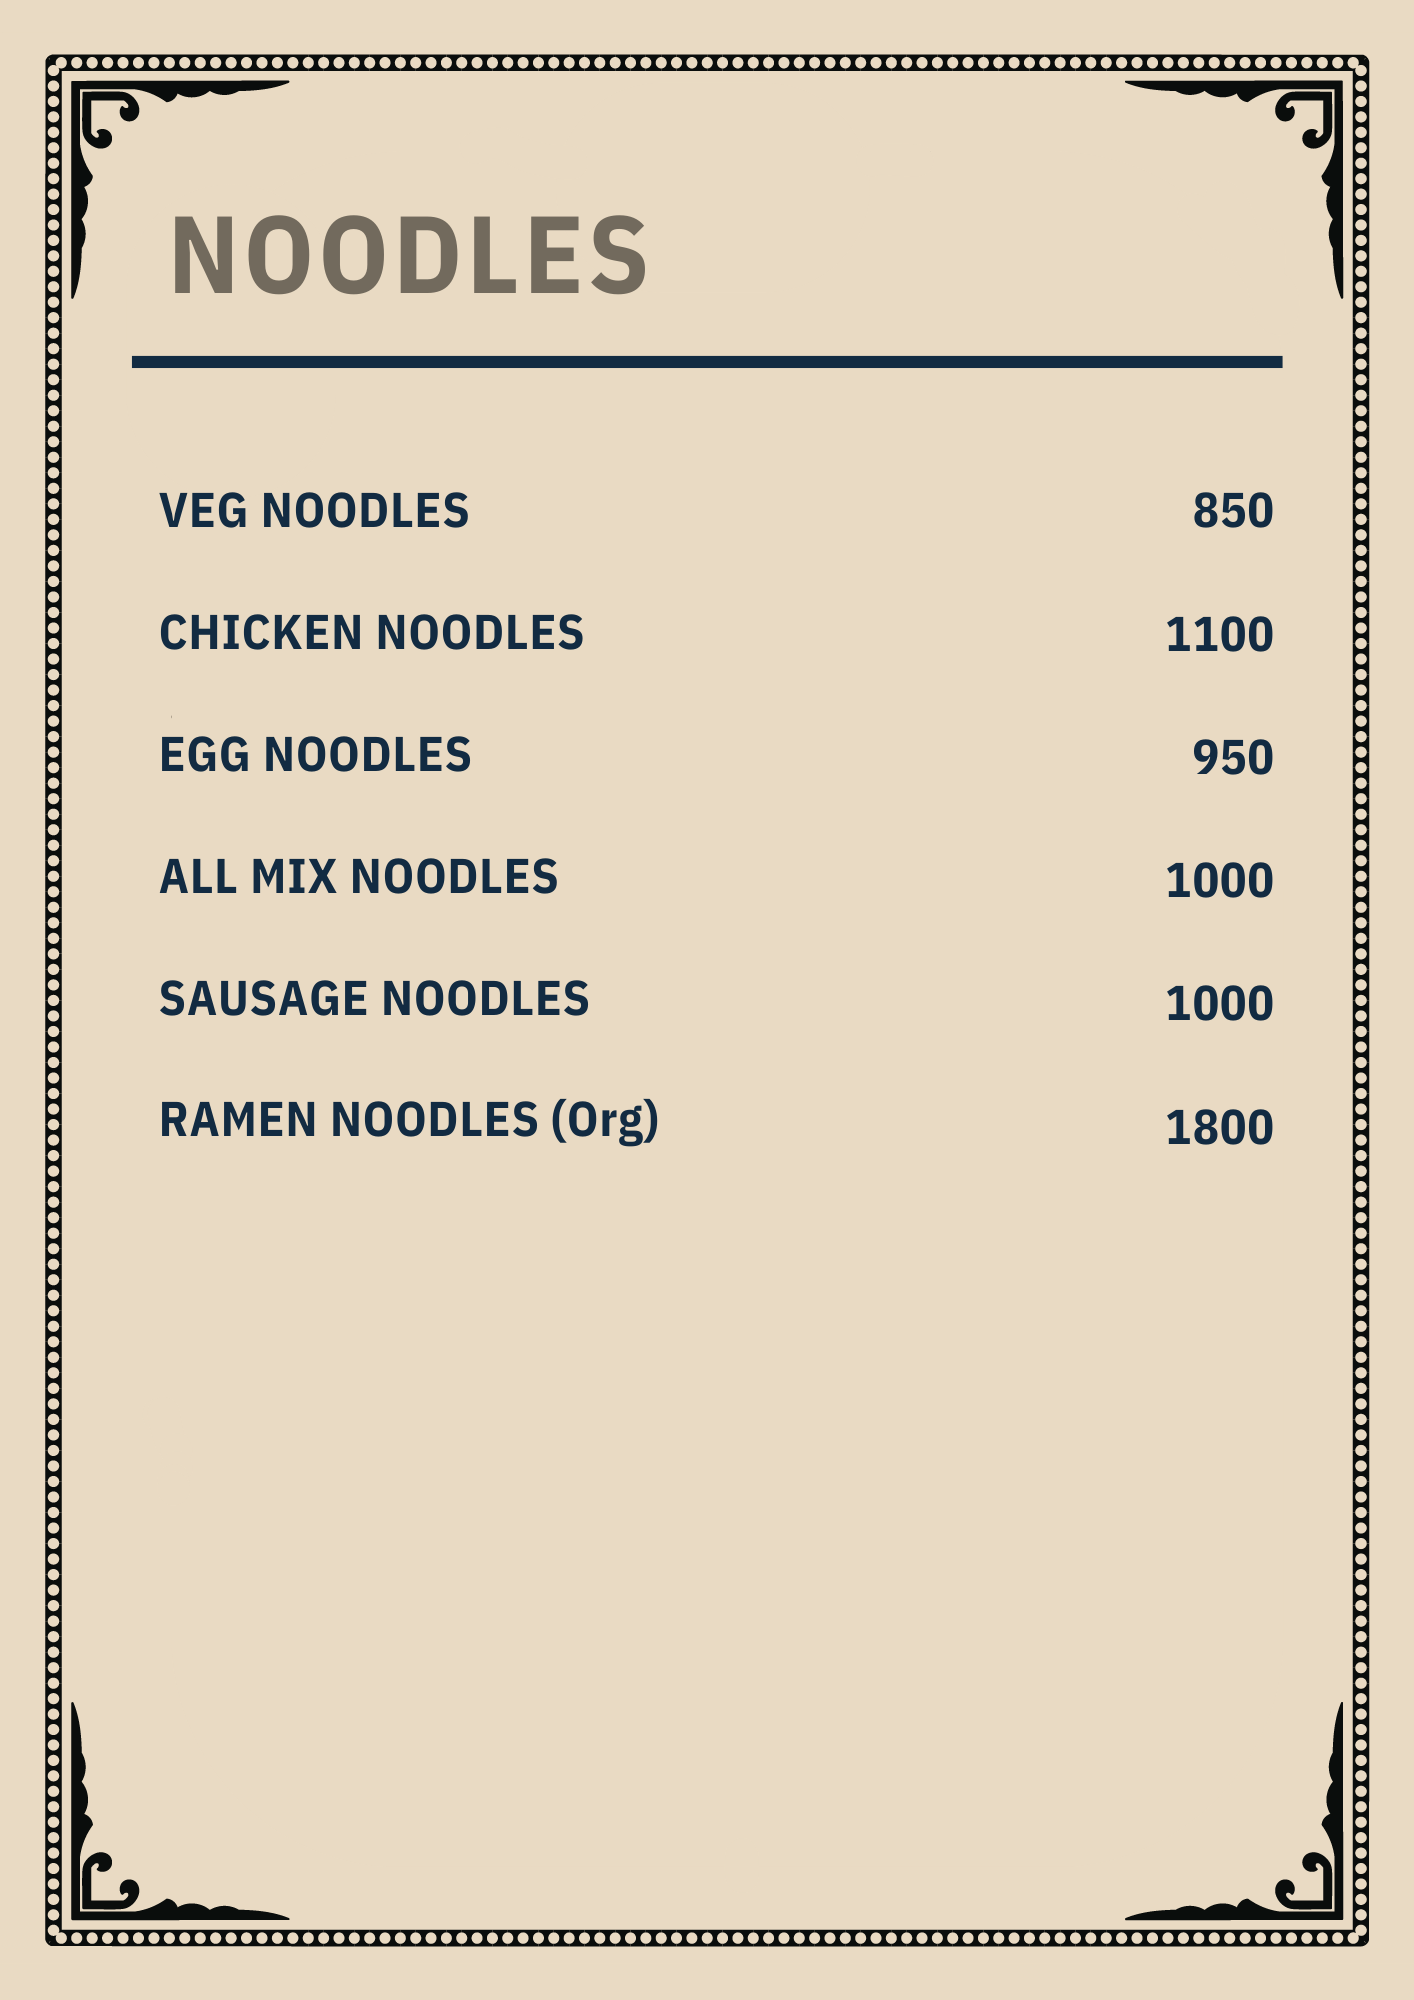 NOODLES
VEG NOODLES 850
CHICKEN NOODLES 1100
EGG NOODLES 950
ALL MIX NOODLES 1000
SAUSAGE NOODLES 1000
RAMEN NOODLES (Org) 1800